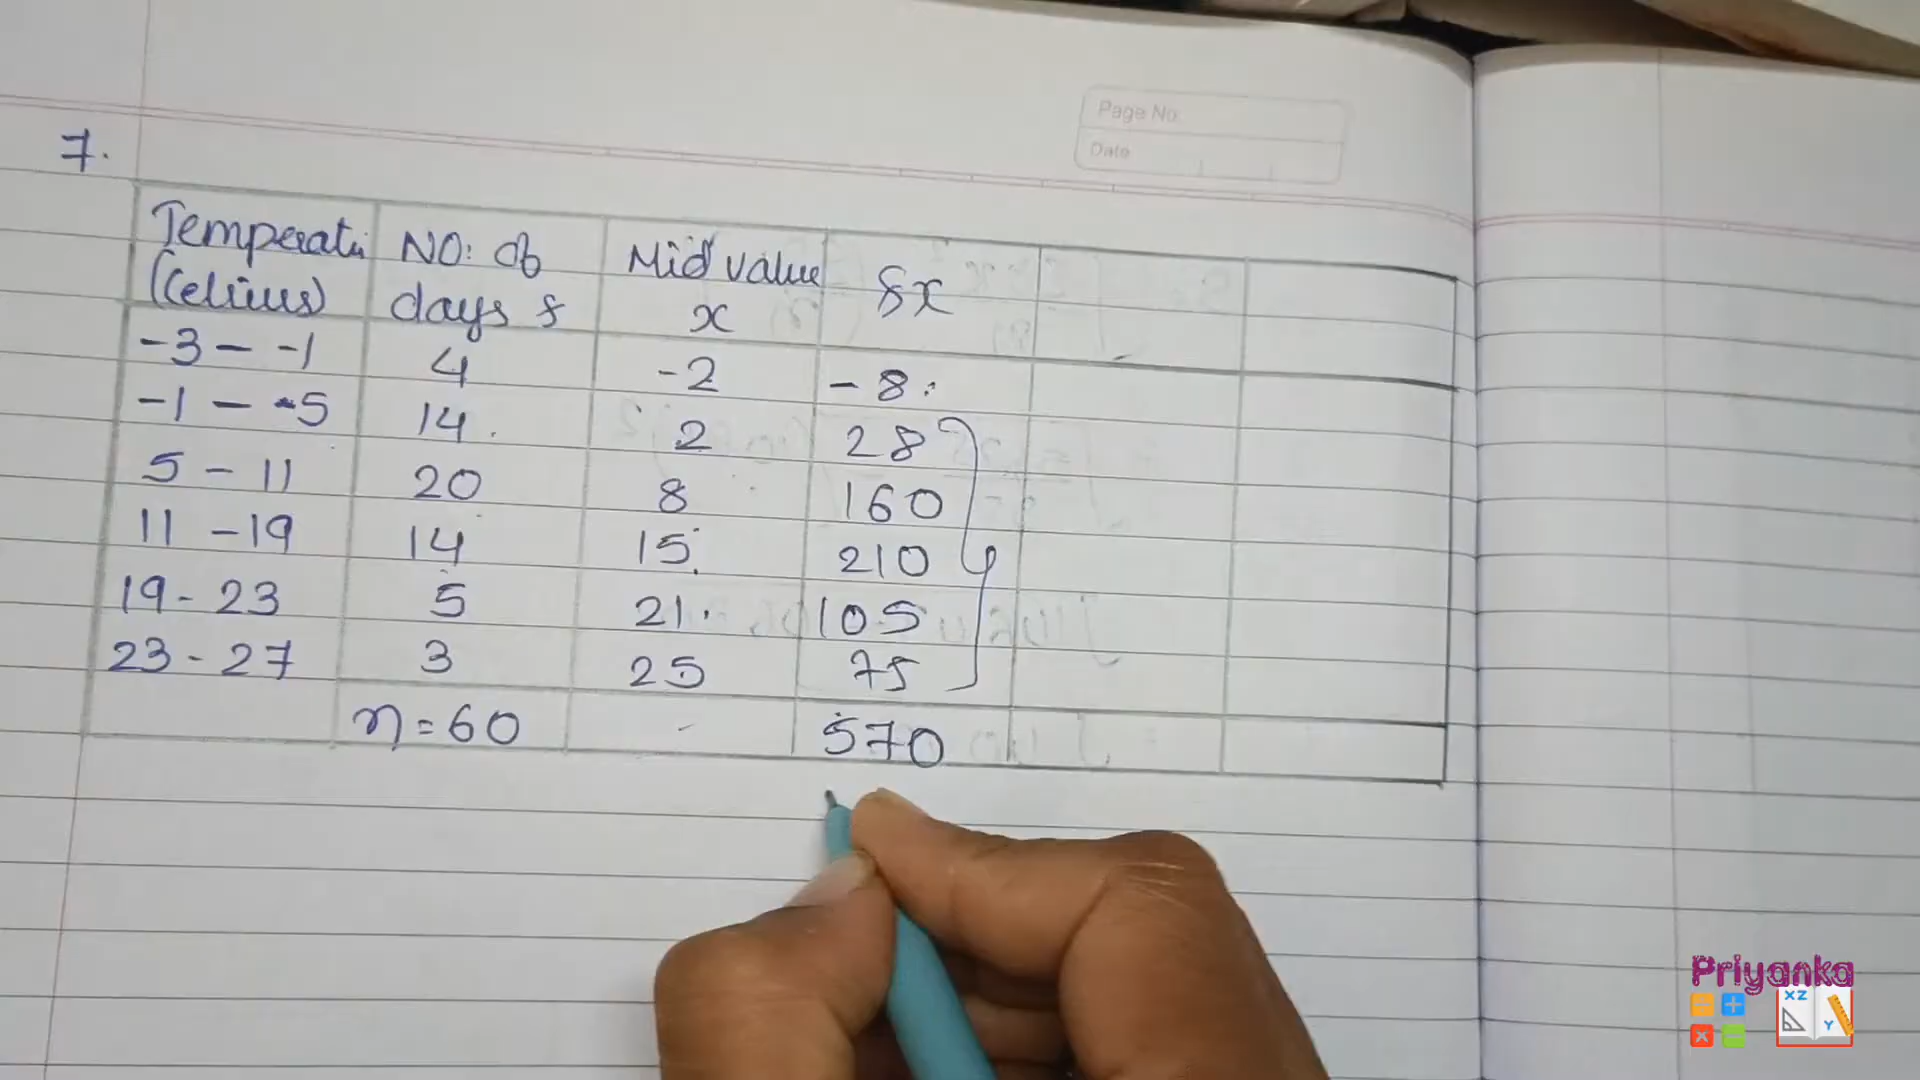 Page No.
Date
7.
Temperatu NO: of Mid value fx
(Celius) days f x
-3 - -1 4 -2 -8
-1 - -5 14 2 28
5 - 11 20 8 160
11 - 19 14 15 210
19 - 23 5 21 105
23 - 27 3 25 75
n = 60 - 570
Priyanka
XZ
Y